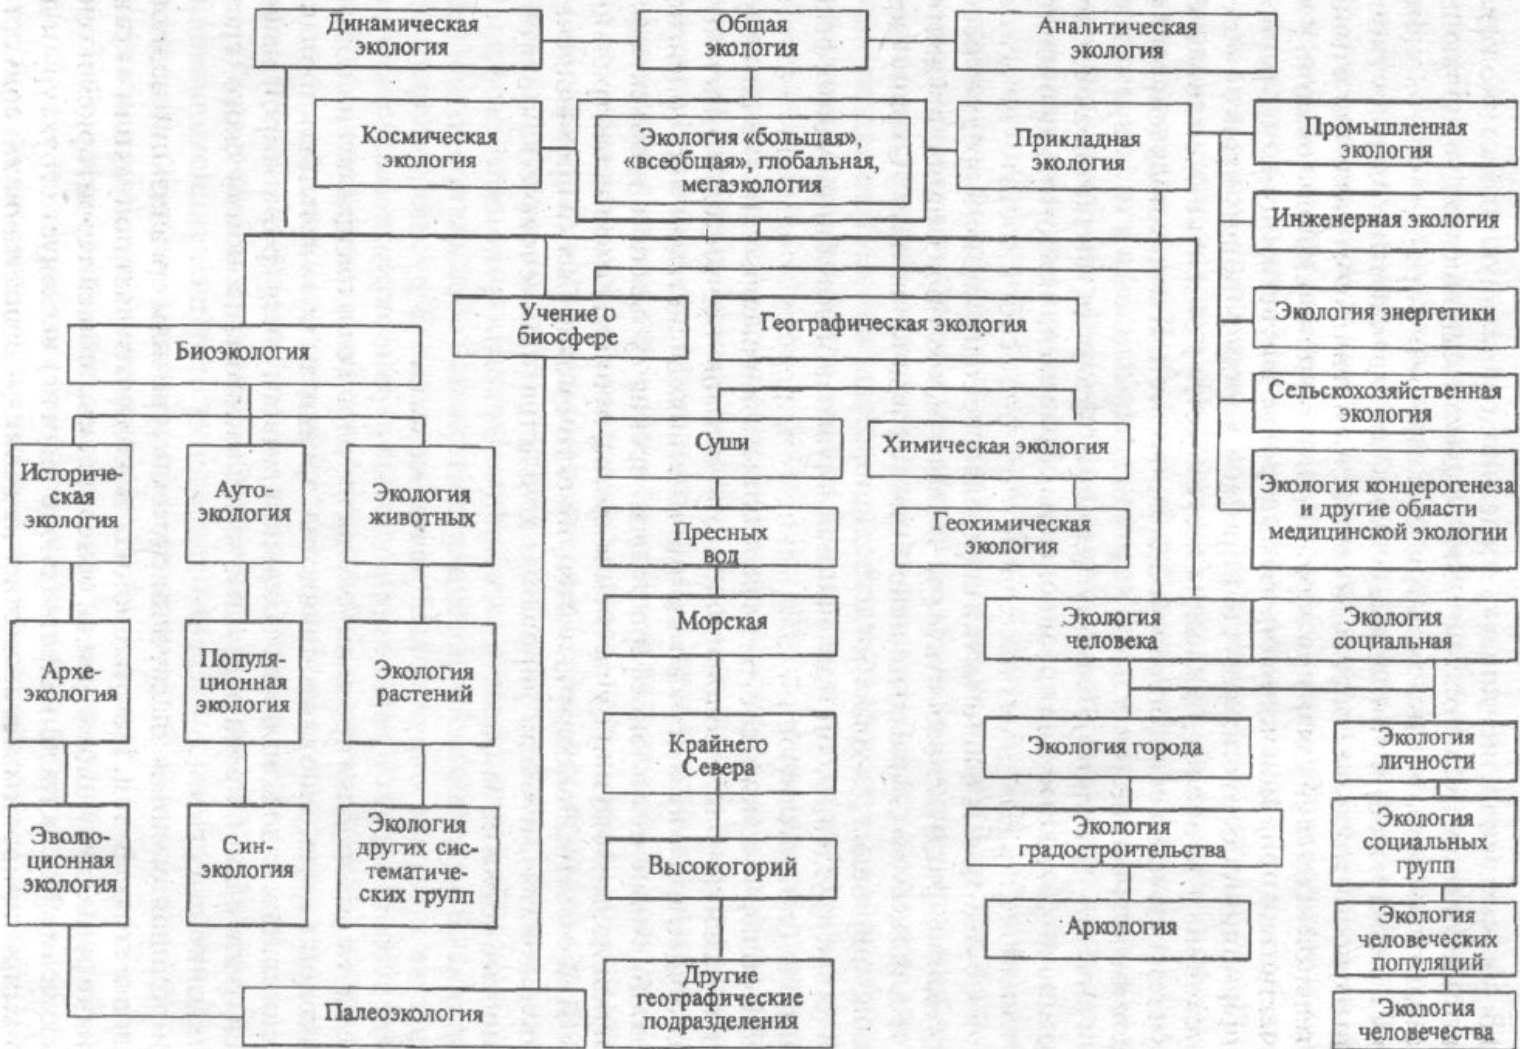 Динамическая
экология
Общая
экология
Аналитическая
экология
Космическая
экология
Экология «большая»,
«всеобщая», глобальная,
мегаэкология
Прикладная
экология
Промышленная
экология
Инженерная экология
Экология энергетики
Сельскохозяйственная
экология
Экология концерогенеза
и другие области
медицинской экологии
Биоэкология
Учение о
биосфере
Географическая экология
Историче-
ская
экология
Ауто-
экология
Экология
животных
Архе-
экология
Популя-
ционная
экология
Экология
растений
Эволю-
ционная
экология
Син-
экология
Экология
других сис-
тематиче-
ских групп
Палеоэкология
Суши
Пресных
вод
Морская
Крайнего
Севера
Высокогорий
Другие
географические
подразделения
Химическая экология
Геохимическая
экология
Экология
человека
Экология
социальная
Экология города
Экология
градостроительства
Аркология
Экология
личности
Экология
социальных
групп
Экология
человеческих
популяций
Экология
человечества